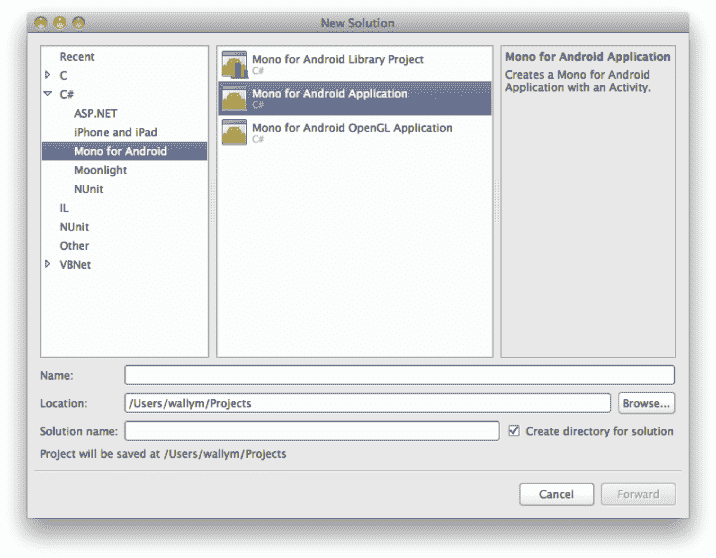 New Solution
Recent
C
C#
ASP.NET
iPhone and iPad
Mono for Android
Moonlight
NUnit
IL
NUnit
Other
VBNet
Mono for Android Library Project
C#
Mono for Android Application
C#
Mono for Android OpenGL Application
C#
Mono for Android Application
Creates a Mono for Android
Application with an Activity.
Name:
Location: /Users/wallym/Projects Browse...
Solution name: Create directory for solution
Project will be saved at /Users/wallym/Projects
Cancel Forward